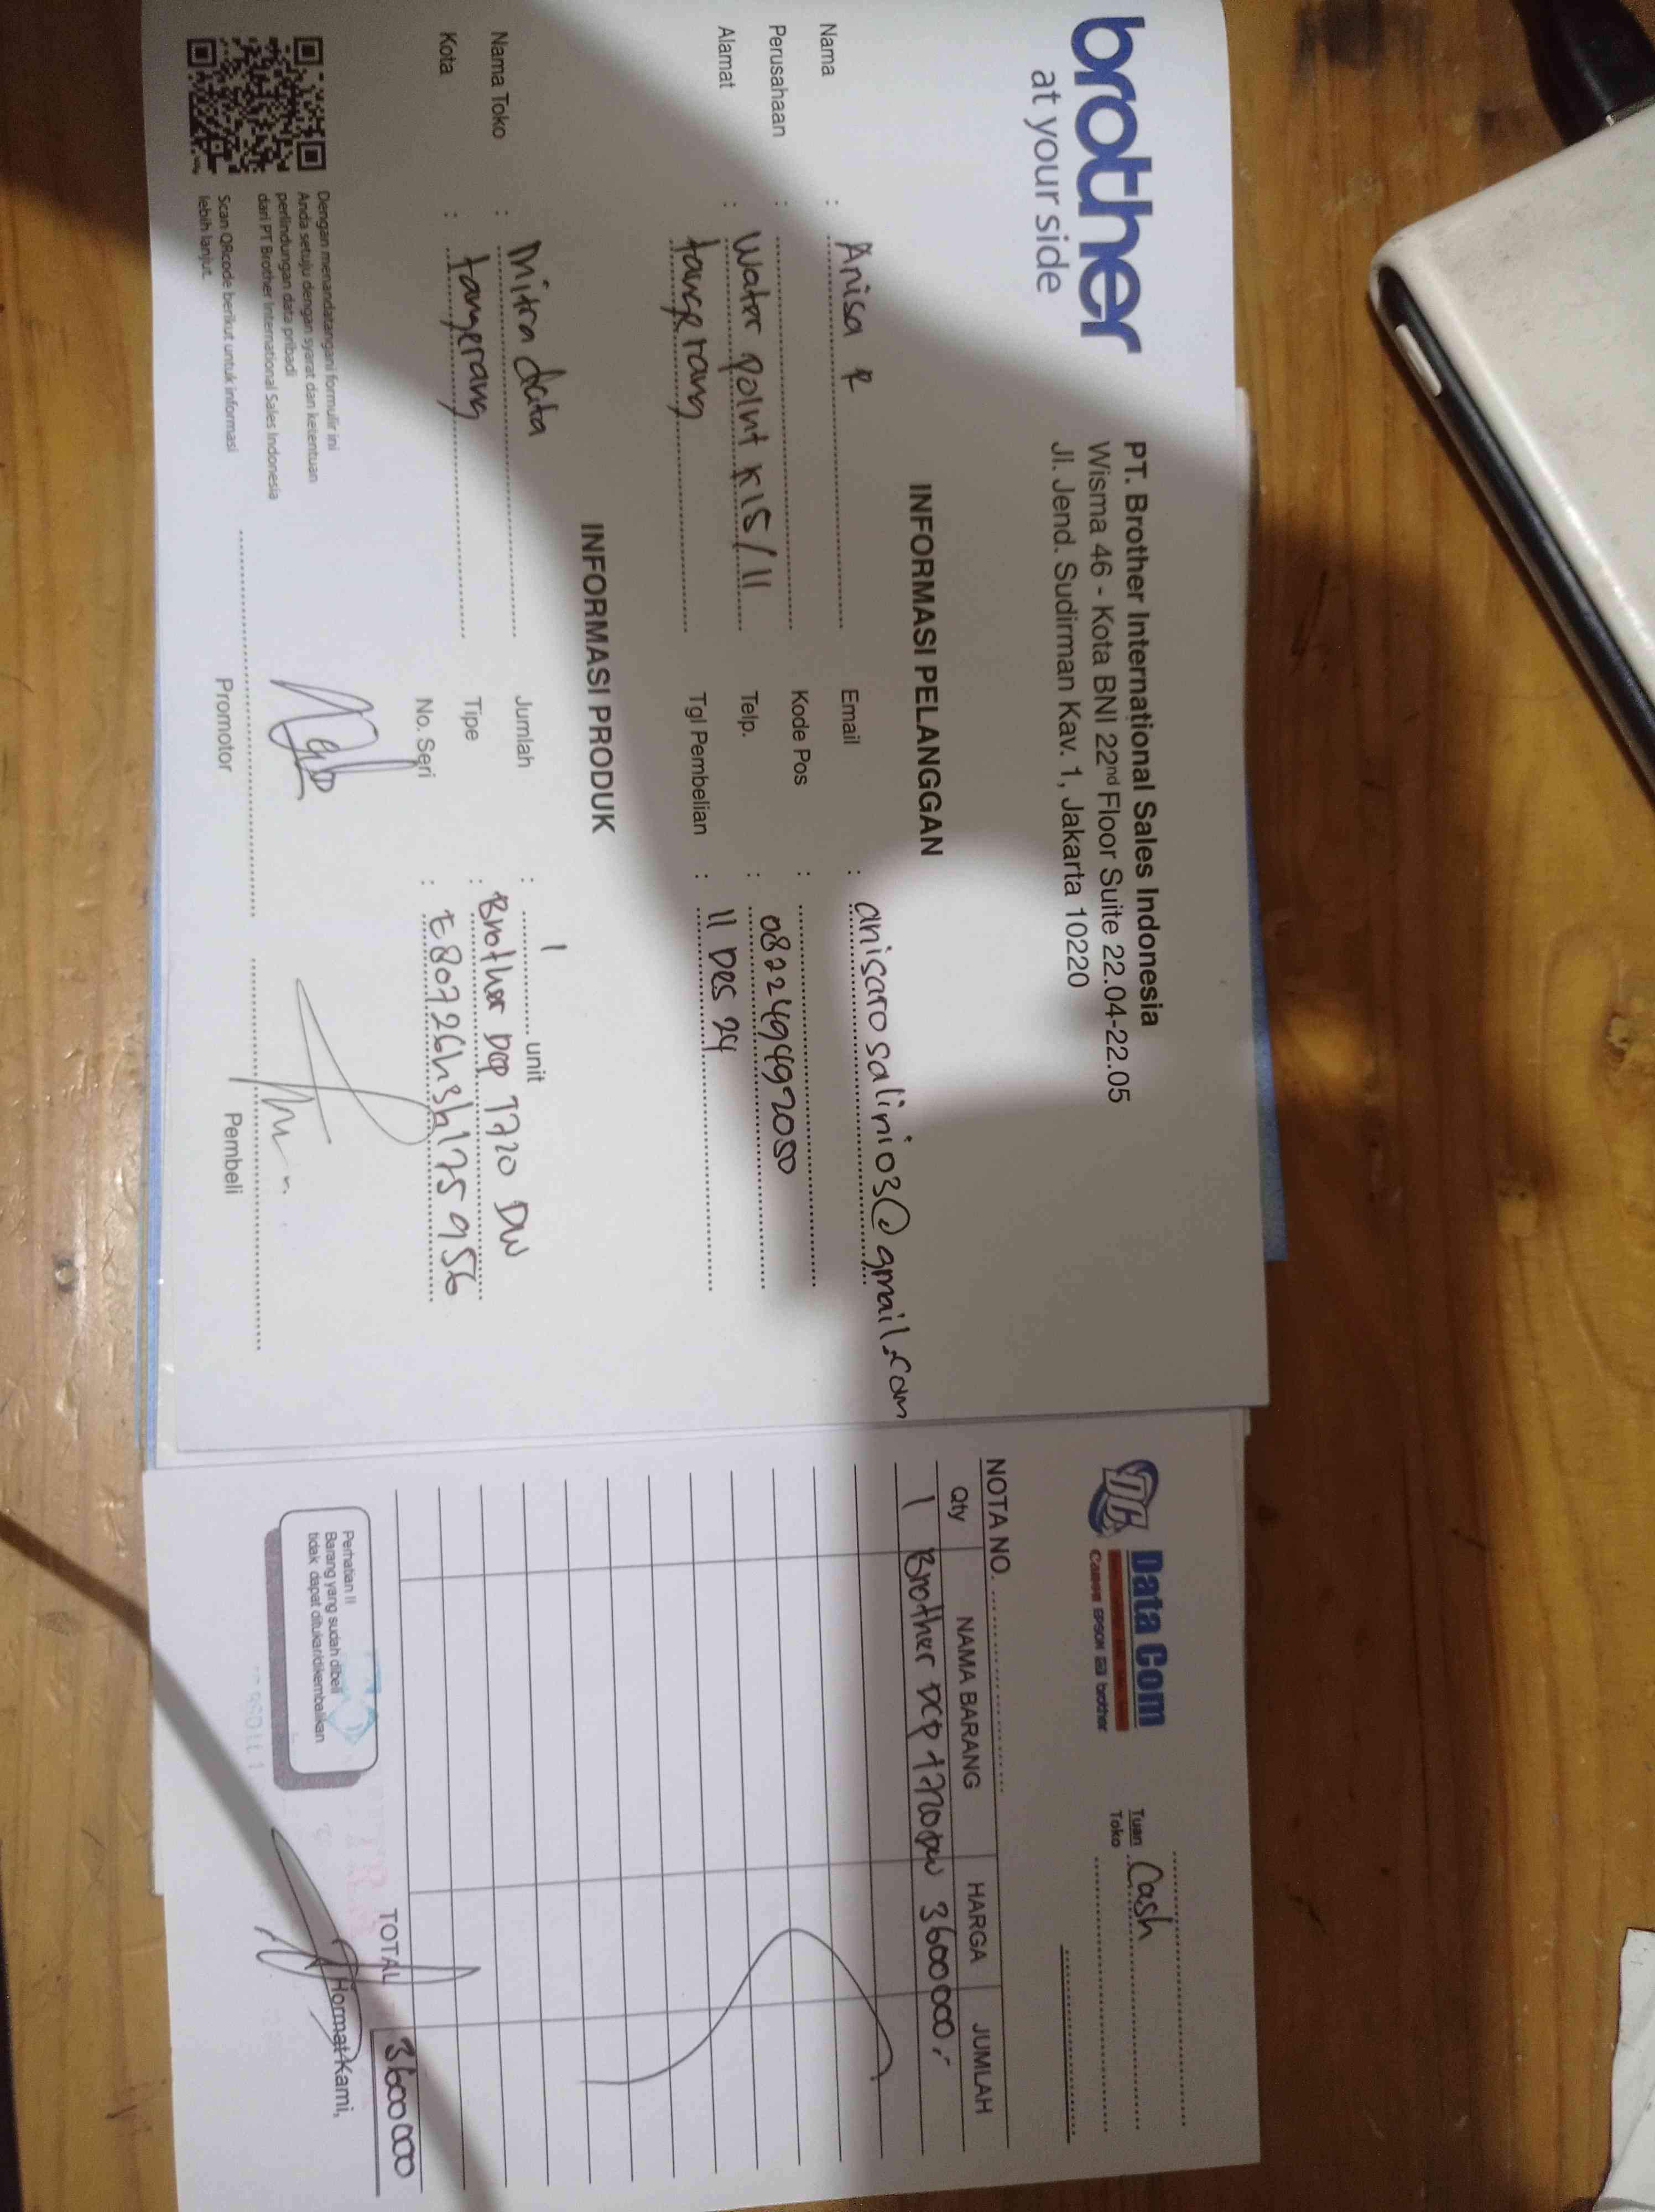 brother
at your side
PT. Brother International Sales Indonesia
Wisma 46 - Kota BNI 22nd Floor Suite 22.04-22.05
Jl. Jend. Sudirman Kav. 1, Jakarta 10220
INFORMASI PELANGGAN
Nama : Anisa R
Email : anisarosalini03@gmail.com
Perusahaan :
Kode Pos :
Alamat : Water point K15/11
tangerang
Telp. : 082249492050
Tgl Pembelian : 11 Des 24
INFORMASI PRODUK
Nama Toko : Mitra data
Jumlah : 1 unit
Kota : tangerang
Tipe : Brother Dcp T720 DW
No. Seri : E80726H3H175956
Dengan menandatangani formulir ini
Anda setuju dengan syarat dan ketentuan
perlindungan data pribadi
dari PT Brother International Sales Indonesia
Scan QRcode berikut untuk informasi
lebih lanjut.
Promotor
Pembeli
Data Com
Canon EPSON hp brother
Tuan Cash
Toko
NOTA NO.
Qty NAMA BARANG HARGA JUMLAH
1 Brother DCP T720DW 3600000,-
TOTAL 3600000
Perhatian !!
Barang yang sudah dibeli
tidak dapat ditukar/dikembalikan
Hormat Kami,